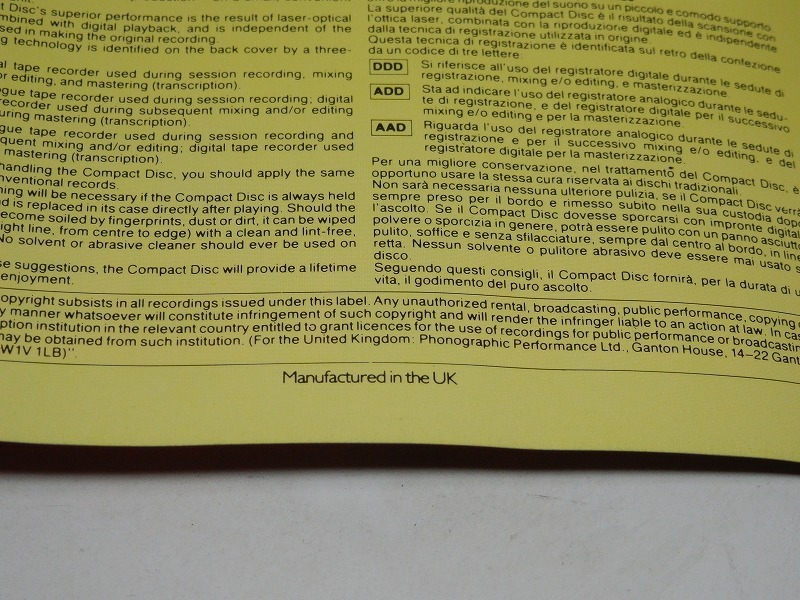 t Disc's superior performance is the result of laser-optical
mbined with digital playback, and is independent of the
sed in making the original recording.
g technology is identified on the back cover by a three-
al tape recorder used during session recording, mixing
or editing, and mastering (transcription).
ogue tape recorder used during session recording; digital
recorder used during subsequent mixing and/or editing
uring mastering (transcription).
gue tape recorder used during session recording and
quent mixing and/or editing; digital tape recorder used
mastering (transcription).
handling the Compact Disc, you should apply the same
nventional records.
ning will be necessary if the Compact Disc is always held
nd is replaced in its case directly after playing. Should the
ecome soiled by fingerprints, dust or dirt, it can be wiped
ight line, from centre to edge) with a clean and lint-free,
No solvent or abrasive cleaner should ever be used on
se suggestions, the Compact Disc will provide a lifetime
enjoyment.
riproduzione del suono su un piccolo e comodo supporto.
La superiore qualità del Compact Disc è il risultato della scansione con
l'ottica laser, combinata con la riproduzione digitale ed è indipendente
dalla tecnica di registrazione utilizzata in origine.
Questa tecnica di registrazione è identificata sul retro della confezione
da un codice di tre lettere:
DDD Si riferisce all'uso del registratore digitale durante le sedute di
registrazione, mixing e/o editing, e masterizzazione.
ADD Sta ad indicare l'uso del registratore analogico durante le sedu-
te di registrazione, e del registratore digitale per il successivo
mixing e/o editing e per la masterizzazione.
AAD Riguarda l'uso del registratore analogico durante le sedute di
registrazione e per il successivo mixing e/o editing, e del
registratore digitale per la masterizzazione.
Per una migliore conservazione, nel trattamento del Compact Disc, è
opportuno usare la stessa cura riservata ai dischi tradizionali.
Non sarà necessaria nessuna ulteriore pulizia, se il Compact Disc verrà
sempre preso per il bordo e rimesso subito nella sua custodia dopo
l'ascolto. Se il Compact Disc dovesse sporcarsi con impronte digital
polvere o sporcizia in genere, potrà essere pulito con un panno asciutto
pulito, soffice e senza sfilacciature, sempre dal centro al bordo, in line
retta. Nessun solvente o pulitore abrasivo deve essere mai usato s
disco.
Seguendo questi consigli, il Compact Disc fornirà, per la durata di u
vita, il godimento del puro ascolto.
opyright subsists in all recordings issued under this label. Any unauthorized rental, broadcasting, public performance, copying
y manner whatsoever will constitute infringement of such copyright and will render the infringer liable to an action at law. In cas
ption institution in the relevant country entitled to grant licences for the use of recordings for public performance or broadcasting
may be obtained from such institution. (For the United Kingdom: Phonographic Performance Ltd., Ganton House, 14–22 Gant
W1V 1LB)".
Manufactured in the UK